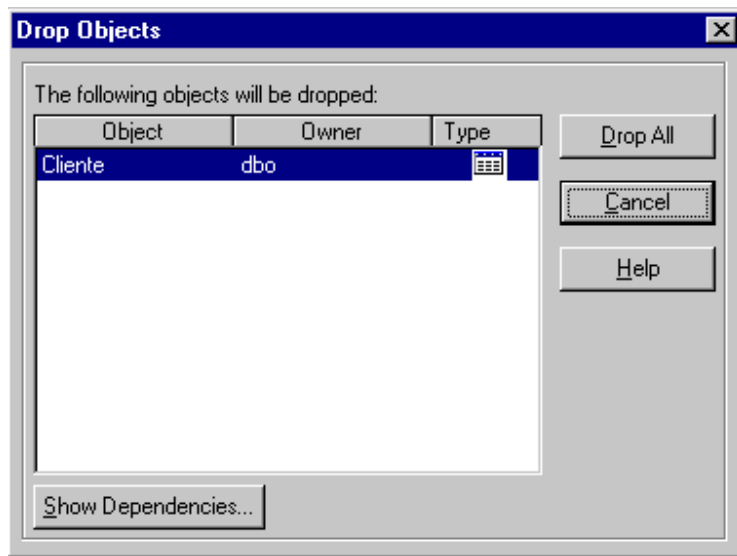 Drop Objects
The following objects will be dropped:
Object Owner Type
Cliente dbo
Drop All
Cancel
Help
Show Dependencies...